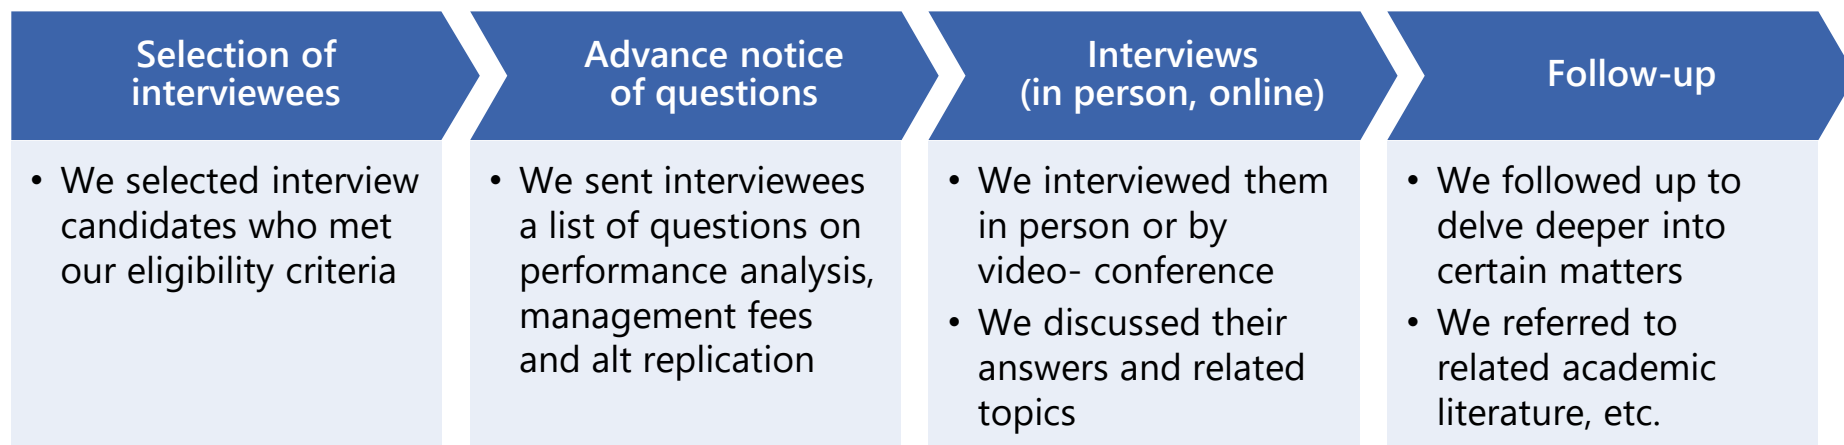 Selection of
interviewees
• We selected interview
candidates who met
our eligibility criteria
Advance notice
of questions
• We sent interviewees
a list of questions on
performance analysis,
management fees
and alt replication
Interviews
(in person, online)
• We interviewed them
in person or by
video- conference
• We discussed their
answers and related
topics
Follow-up
• We followed up to
delve deeper into
certain matters
• We referred to
related academic
literature, etc.